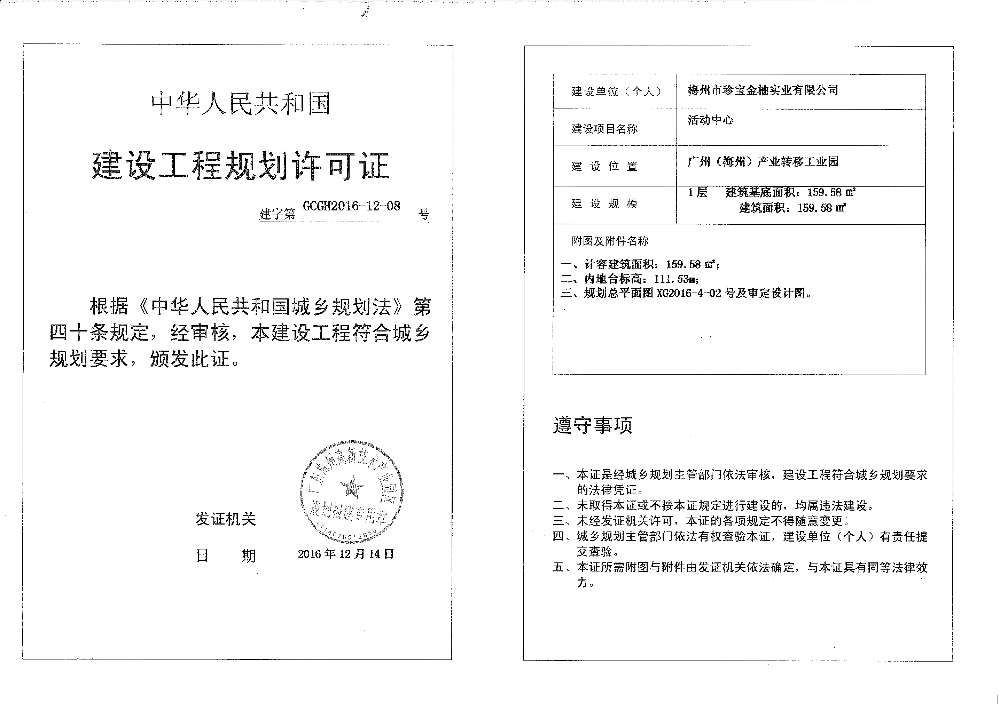 中华人民共和国
建设工程规划许可证
建字第 GCGH2016-12-08 号
根据《中华人民共和国城乡规划法》第
四十条规定，经审核，本建设工程符合城乡
规划要求，颁发此证。
广东梅州高新技术产业园区
规划报建专用章
1414020012856
发证机关
日 期 2016 年 12 月 14 日
建设单位（个人） 梅州市珍宝金柚实业有限公司
建设项目名称 活动中心
建设位置 广州（梅州）产业转移工业园
建设规模 1 层 建筑基底面积：159.58 ㎡
建筑面积：159.58 ㎡
附图及附件名称
一、计容建筑面积：159.58 ㎡；
二、内地台标高：111.53m；
三、规划总平面图 XG2016-4-02 号及审定设计图。
遵守事项
一、本证是经城乡规划主管部门依法审核，建设工程符合城乡规划要求
的法律凭证。
二、未取得本证或不按本证规定进行建设的，均属违法建设。
三、未经发证机关许可，本证的各项规定不得随意变更。
四、城乡规划主管部门依法有权查验本证，建设单位（个人）有责任提
交查验。
五、本证所需附图与附件由发证机关依法确定，与本证具有同等法律效
力。